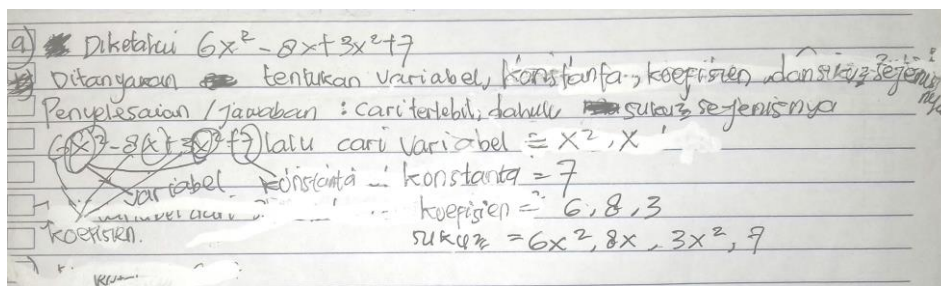 a) Diketahui 6x² - 8x + 3x² + 7
Ditanyakan tentukan variabel, konstanta, koefisien, dan suku² sejenisnya
Penyelesaian / jawaban : cari terlebih dahulu suku² sejenisnya
6x² - 8x + 3x² + 7 lalu cari variabel = x², x
variabel konstanta konstanta = 7
koefisien = 6, 8, 3
koefisien. suku² = 6x², 8x, 3x², 7